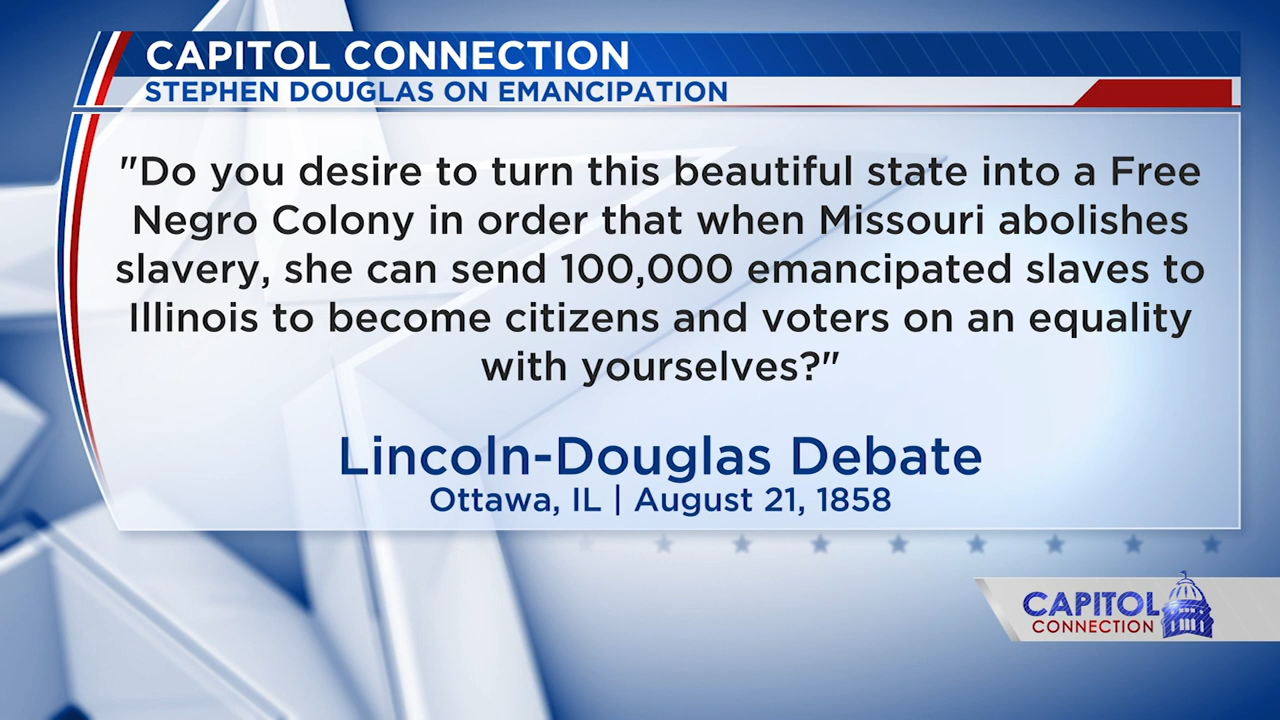 CAPITOL CONNECTION
STEPHEN DOUGLAS ON EMANCIPATION
"Do you desire to turn this beautiful state into a Free
Negro Colony in order that when Missouri abolishes
slavery, she can send 100,000 emancipated slaves to
Illinois to become citizens and voters on an equality
with yourselves?"
Lincoln-Douglas Debate
Ottawa, IL | August 21, 1858
CAPITOL
CONNECTION